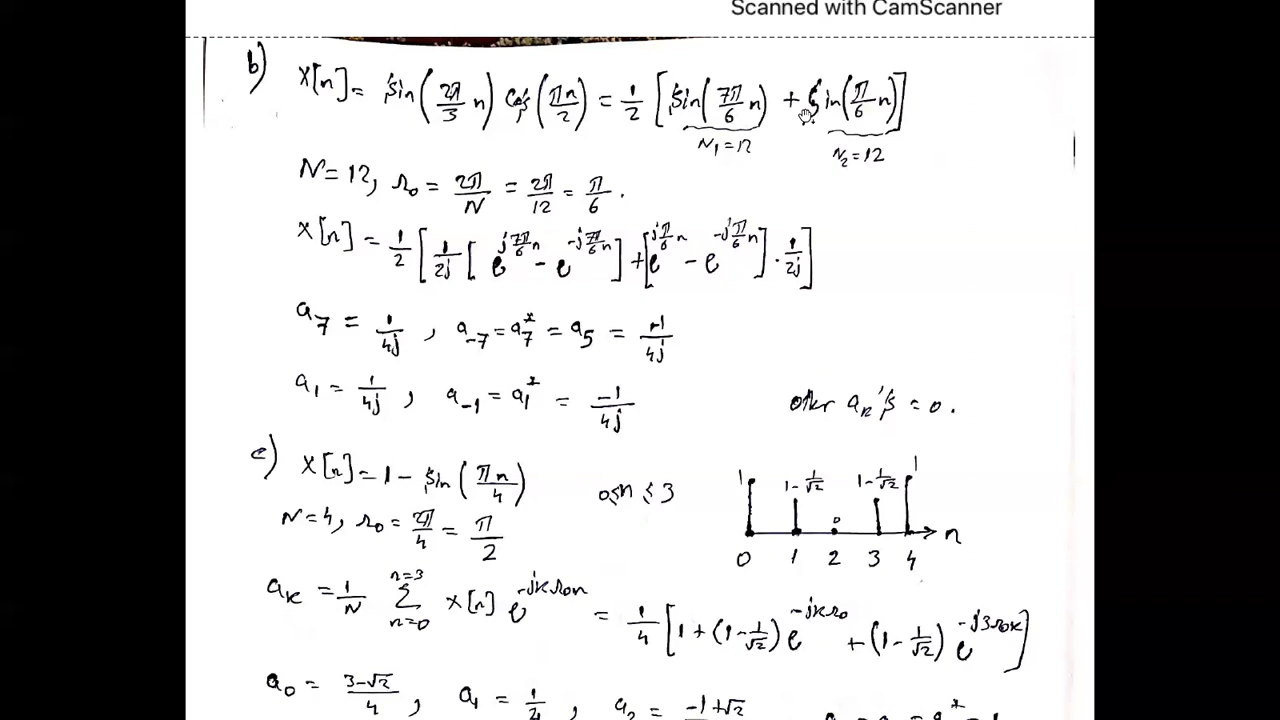 Scanned with CamScanner
b) x[n] = sin(2π/3 n) cos(πn/2) = 1/2 [sin(7π/6 n) + sin(π/6 n)]
N₁=12 N₂=12
N=12, Ω₀ = 2π/N = 2π/12 = π/6.
x[n] = 1/2 [1/2j [e^{j7π/6 n} - e^{-j7π/6 n}] + [e^{jπ/6 n} - e^{-jπ/6 n}] · 1/2j]
a₇ = 1/4j , a₋₇ = a₇* = a₅ = -1/4j
a₁ = 1/4j , a₋₁ = a₁* = -1/4j other aₖ's = 0.
c) x[n] = 1 - sin(πn/4) 0≤n≤3
1 1-1/√2 0 1-1/√2 1
n
0 1 2 3 4
N=4, Ω₀ = 2π/4 = π/2
aₖ = 1/N Σ_{n=0}^{n=3} x[n] e^{-jkΩ₀n} = 1/4 [1 + (1-1/√2) e^{-jkΩ₀} + (1-1/√2) e^{-j3Ω₀k}]
a₀ = 3-√2/4 , a₁ = 1/4 , a₂ = -1+√2